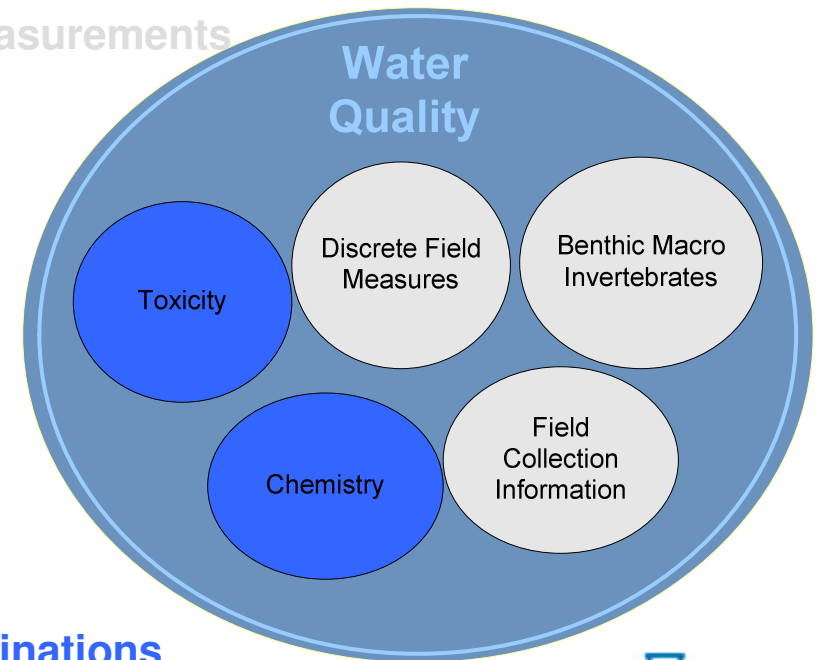 asurements
Water
Quality
Discrete Field
Measures
Benthic Macro
Invertebrates
Toxicity
Field
Collection
Information
Chemistry
inations